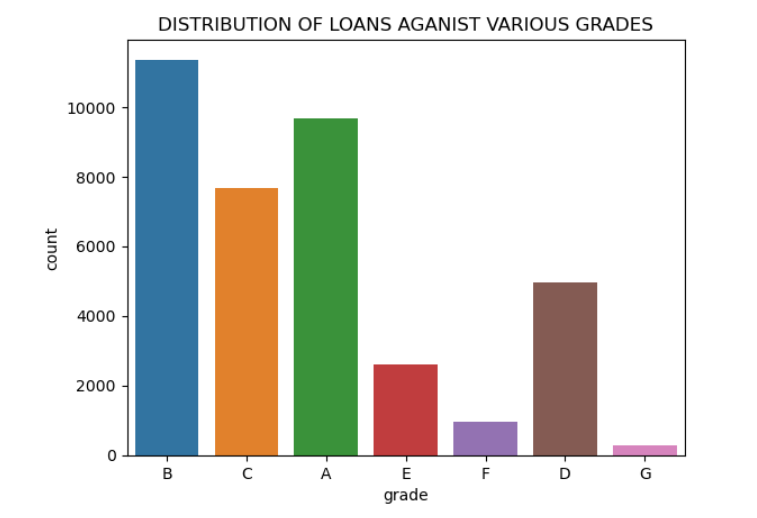 DISTRIBUTION OF LOANS AGANIST VARIOUS GRADES
10000
8000
6000
4000
2000
0
count
B C A E F D G
grade